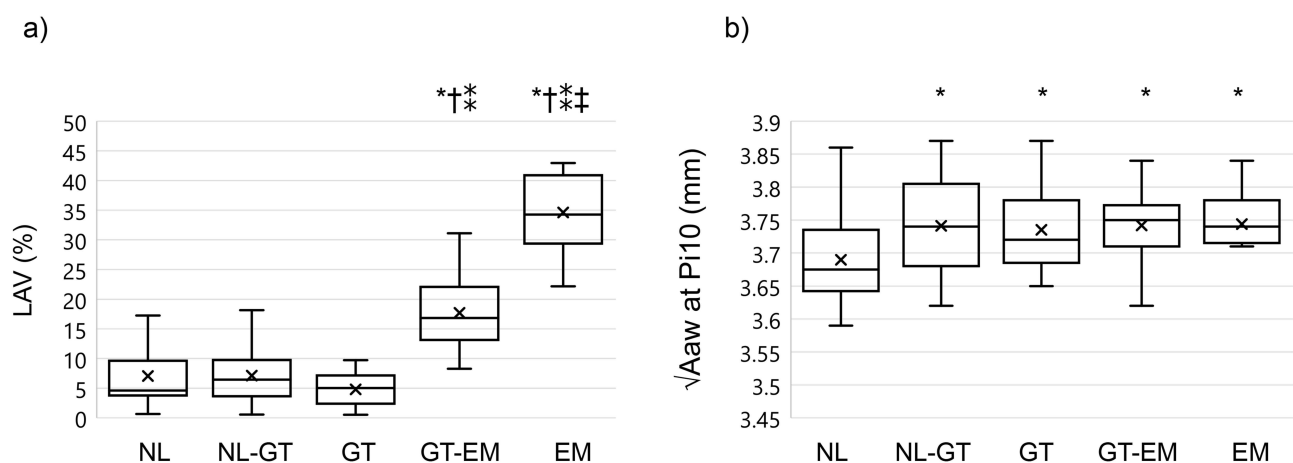 a)
*†⁑
*†⁑‡
LAV (%)
50
45
40
35
30
25
20
15
10
5
0
NL
NL-GT
GT
GT-EM
EM
b)
*
*
*
*
√Aaw at Pi10 (mm)
3.9
3.85
3.8
3.75
3.7
3.65
3.6
3.55
3.5
3.45
NL
NL-GT
GT
GT-EM
EM